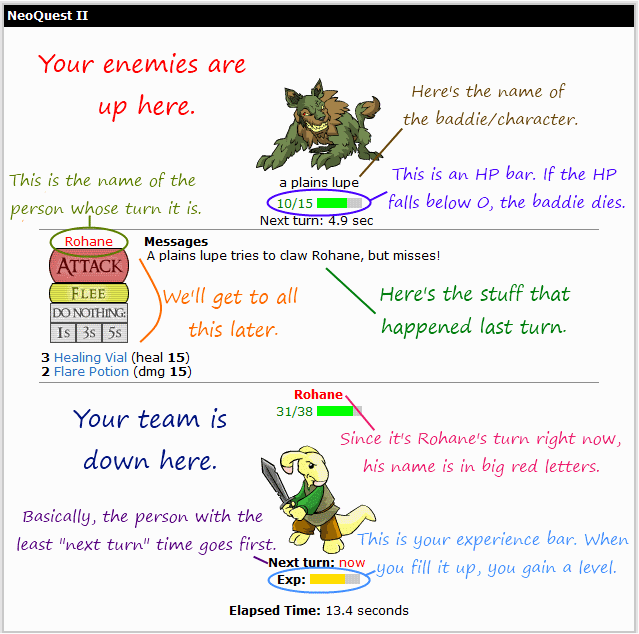 NeoQuest II
Your enemies are
up here.
Here's the name of
the baddie/character.
This is the name of the
person whose turn it is.
a plains lupe
10/15
Next turn: 4.9 sec
This is an HP bar. If the HP
falls below 0, the baddie dies.
Rohane
ATTACK
FLEE
DO NOTHING:
1s 3s 5s
Messages
A plains lupe tries to claw Rohane, but misses!
We'll get to all
this later.
Here's the stuff that
happened last turn.
3 Healing Vial (heal 15)
2 Flare Potion (dmg 15)
Rohane
31/38
Your team is
down here.
Since it's Rohane's turn right now,
his name is in big red letters.
Basically, the person with the
least "next turn" time goes first.
This is your experience bar. When
you fill it up, you gain a level.
Next turn: now
Exp:
Elapsed Time: 13.4 seconds